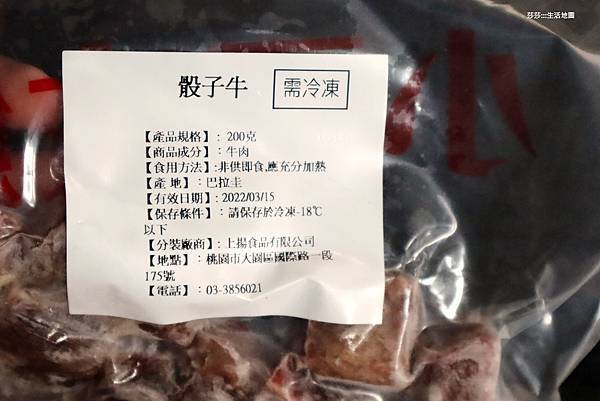 莎莎:::生活地圖
骰子牛 需冷凍
【產品規格】: 200克
【商品成分】：牛肉
【食用方法】:非供即食,應充分加熱
【產 地】：巴拉圭
【有效日期】: 2022/03/15
【保存條件】：請保存於冷凍-18℃
以下
【分裝廠商】: 上揚食品有限公司
【地點】：桃園市大園區國際路一段
175號
【電話】：03-3856021
小心